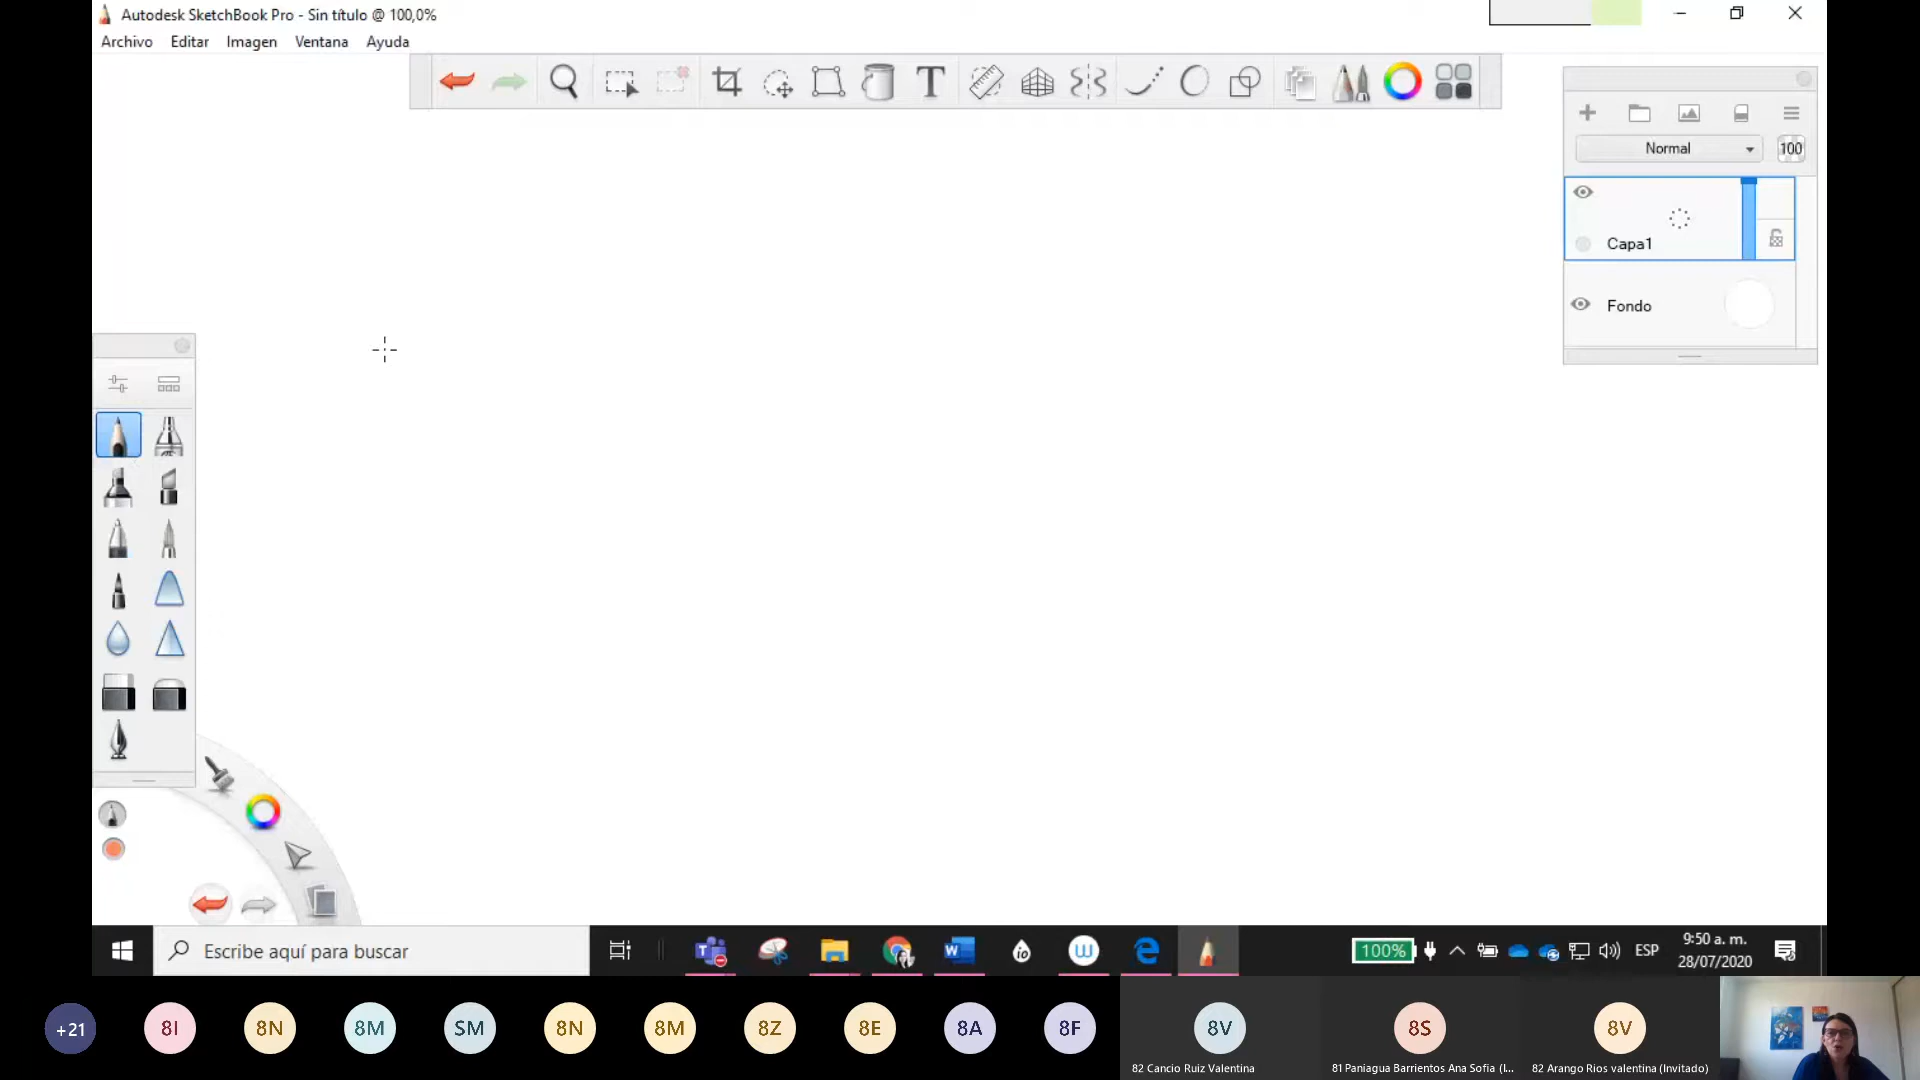 Autodesk SketchBook Pro - Sin título @ 100,0%
Archivo Editar Imagen Ventana Ayuda
T
Normal 100
Capa1
Fondo
Escribe aquí para buscar
T
W
io
w
100%
ESP
9:50 a. m.
28/07/2020
+21 8I 8N 8M SM 8N 8M 8Z 8E 8A 8F 8V 8S 8V
82 Cancio Ruiz Valentina
81 Paniagua Barrientos Ana Sofia (I...
82 Arango Rios valentina (Invitado)